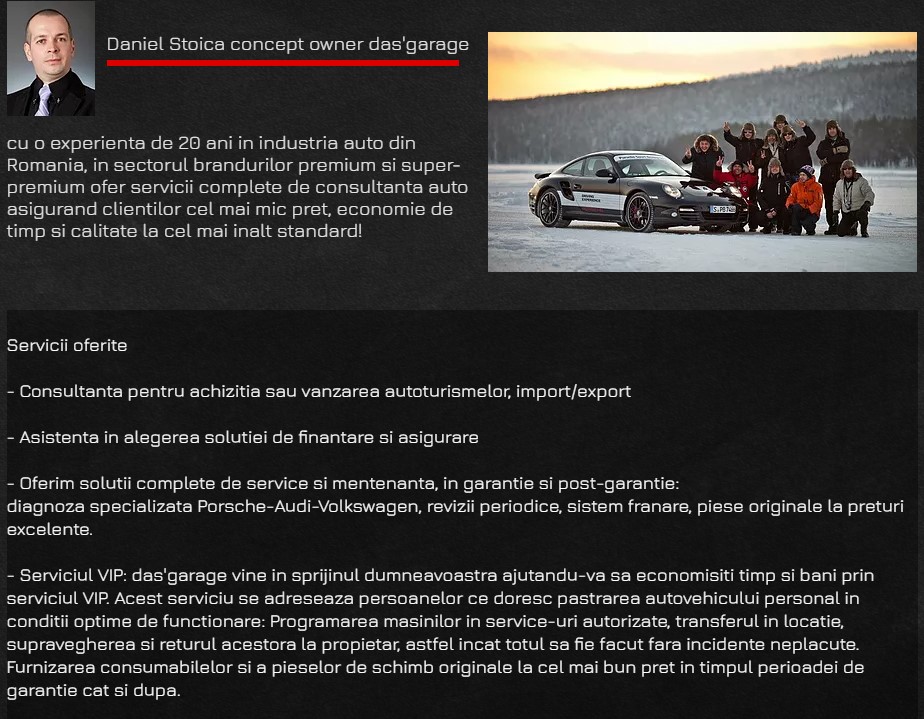 Daniel Stoica concept owner das'garage
cu o experienta de 20 ani in industria auto din
Romania, in sectorul brandurilor premium si super-
premium ofer servicii complete de consultanta auto
asigurand clientilor cel mai mic pret, economie de
timp si calitate la cel mai inalt standard!
Servicii oferite
- Consultanta pentru achizitia sau vanzarea autoturismelor, import/export
- Asistenta in alegerea solutiei de finantare si asigurare
- Oferim solutii complete de service si mentenanta, in garantie si post-garantie:
diagnoza specializata Porsche-Audi-Volkswagen, revizii periodice, sistem franare, piese originale la preturi
excelente.
- Serviciul VIP: das'garage vine in sprijinul dumneavoastra ajutandu-va sa economisiti timp si bani prin
serviciul VIP. Acest serviciu se adreseaza persoanelor ce doresc pastrarea autovehicului personal in
conditii optime de functionare: Programarea masinilor in service-uri autorizate, transferul in locatie,
supravegherea si returul acestora la propietar, astfel incat totul sa fie facut fara incidente neplacute.
Furnizarea consumabilelor si a pieselor de schimb originale la cel mai bun pret in timpul perioadei de
garantie cat si dupa.